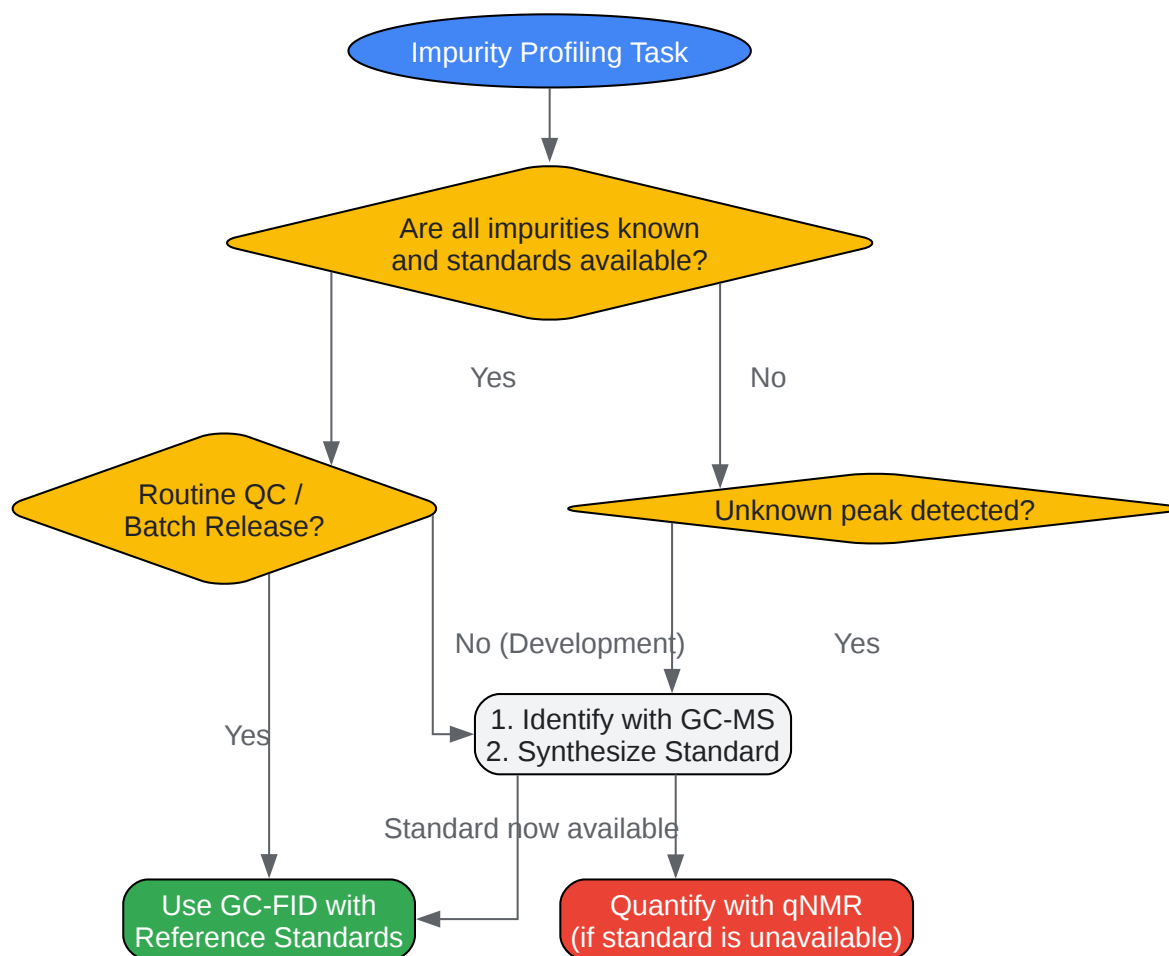 Impurity Profiling Task
Are all impurities known
and standards available?
Yes
No
Routine QC /
Batch Release?
Unknown peak detected?
No (Development)
Yes
1. Identify with GC-MS
2. Synthesize Standard
Yes
Standard now available
Use GC-FID with
Reference Standards
Quantify with qNMR
(if standard is unavailable)